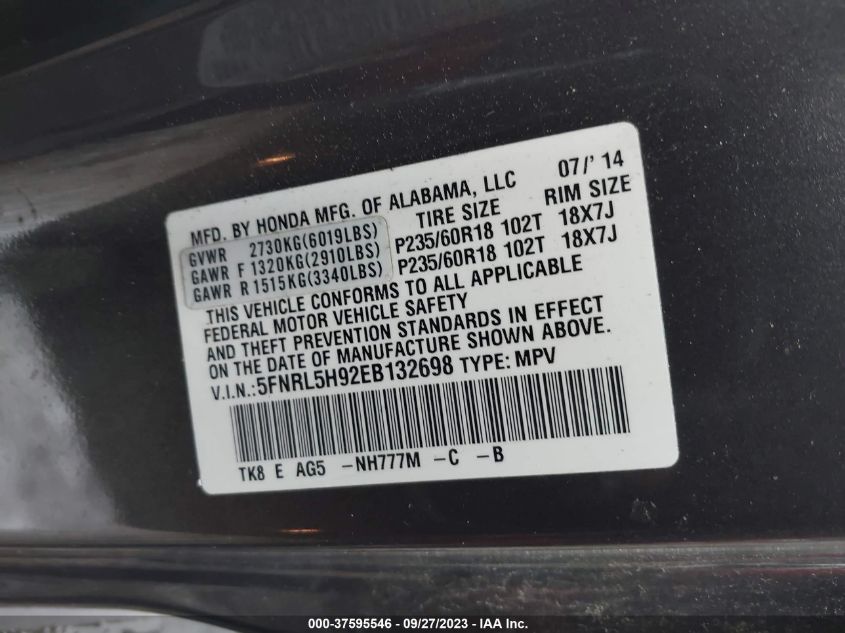 MFD. BY HONDA MFG. OF ALABAMA, LLC 07/' 14
TIRE SIZE RIM SIZE
GVWR 2730KG(6019LBS)
GAWR F 1320KG(2910LBS) P235/60R18 102T 18X7J
GAWR R 1515KG(3340LBS) P235/60R18 102T 18X7J
THIS VEHICLE CONFORMS TO ALL APPLICABLE
FEDERAL MOTOR VEHICLE SAFETY
AND THEFT PREVENTION STANDARDS IN EFFECT
ON THE DATE OF MANUFACTURE SHOWN ABOVE.
V.I.N.:5FNRL5H92EB132698 TYPE: MPV
TK8 E AG5 -NH777M -C -B
000-37595546 - 09/27/2023 - IAA Inc.